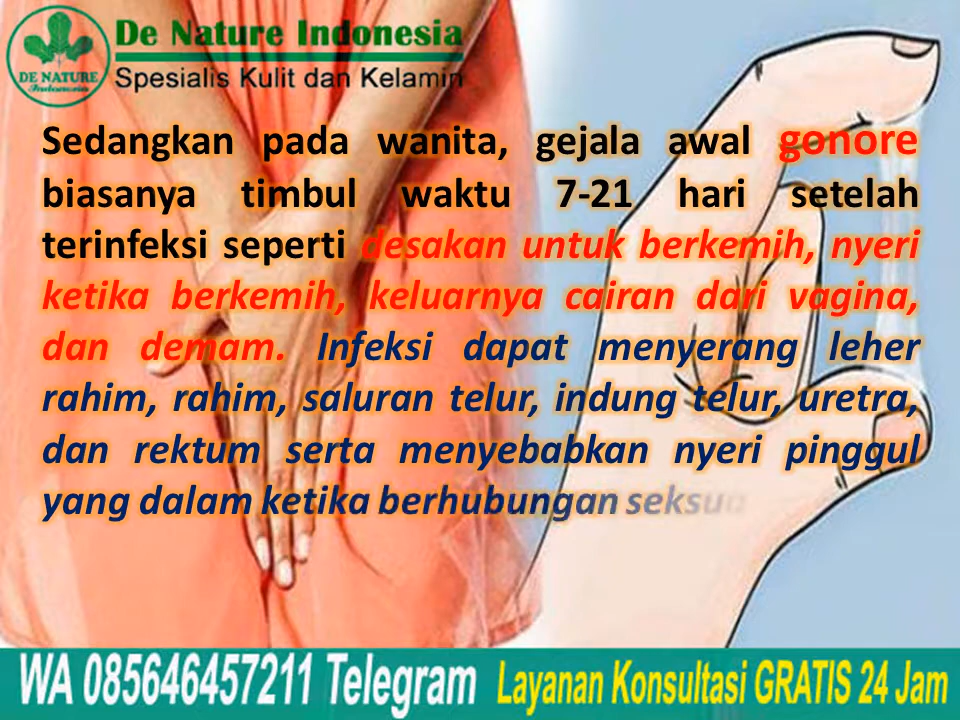 De Nature Indonesia
Spesialis Kulit dan Kelamin
DE NATURE
Indonesia
Sedangkan pada wanita, gejala awal gonore
biasanya timbul waktu 7-21 hari setelah
terinfeksi seperti desakan untuk berkemih, nyeri
ketika berkemih, keluarnya cairan dari vagina,
dan demam. Infeksi dapat menyerang leher
rahim, rahim, saluran telur, indung telur, uretra,
dan rektum serta menyebabkan nyeri pinggul
yang dalam ketika berhubungan seksua
WA 085646457211 Telegram Layanan Konsultasi GRATIS 24 Jam